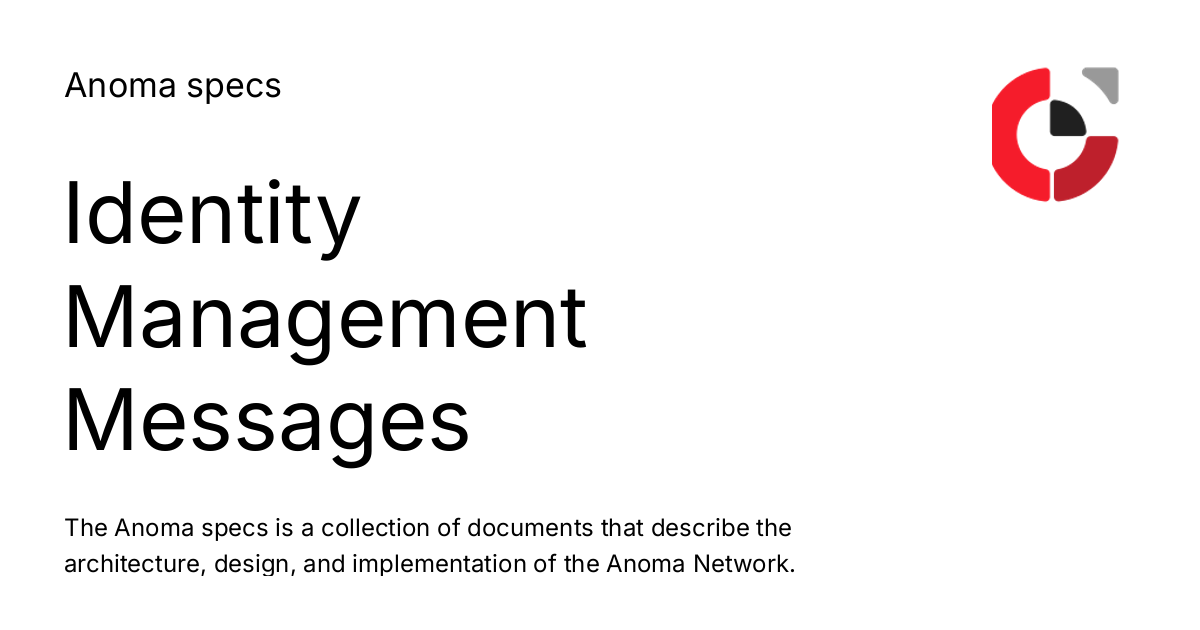 Anoma specs
Identity
Management
Messages
The Anoma specs is a collection of documents that describe the
architecture, design, and implementation of the Anoma Network.